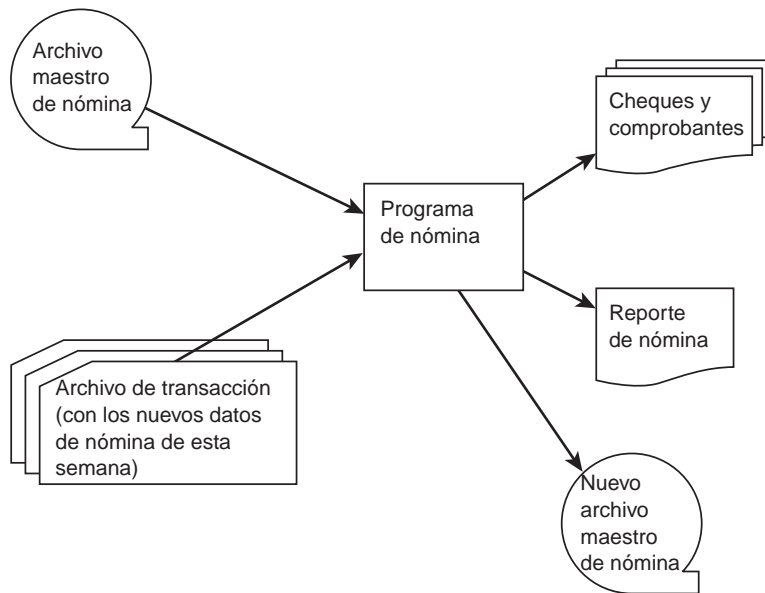 Archivo
maestro
de nómina
Cheques y
comprobantes
Programa
de nómina
Reporte
de nómina
Archivo de transacción
(con los nuevos datos
de nómina de esta
semana)
Nuevo
archivo
maestro
de nómina